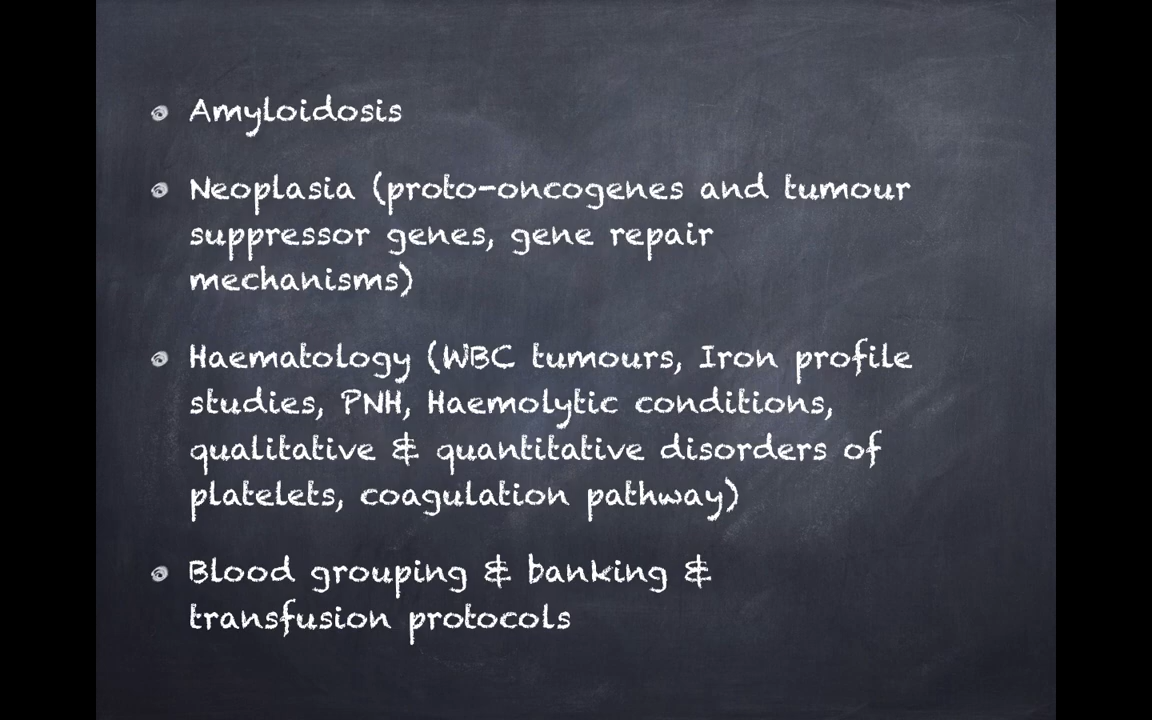 Amyloidosis
Neoplasia (proto-oncogenes and tumour
suppressor genes, gene repair
mechanisms)
Haematology (WBC tumours, Iron profile
studies, PNH, Haemolytic conditions,
qualitative & quantitative disorders of
platelets, coagulation pathway)
Blood grouping & banking &
transfusion protocols